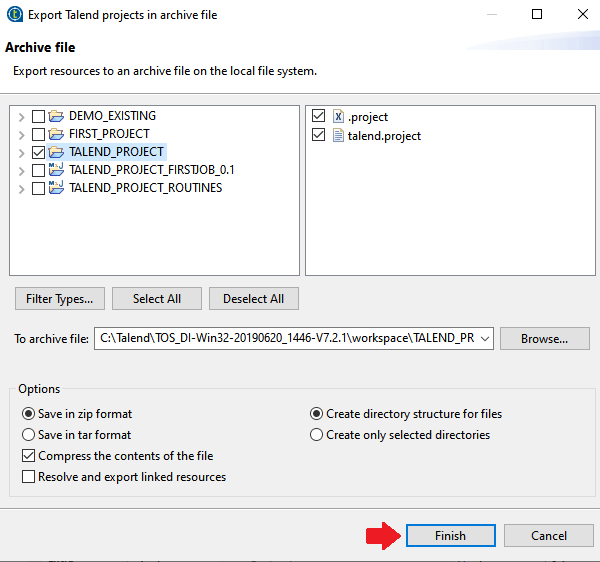 Export Talend projects in archive file
Archive file
Export resources to an archive file on the local file system.
DEMO_EXISTING
FIRST_PROJECT
TALEND_PROJECT
TALEND_PROJECT_FIRSTJOB_0.1
TALEND_PROJECT_ROUTINES
.project
talend.project
Filter Types... Select All Deselect All
To archive file: C:\Talend\TOS_DI-Win32-20190620_1446-V7.2.1\workspace\TALEND_PR Browse...
Options
Save in zip format Create directory structure for files
Save in tar format Create only selected directories
Compress the contents of the file
Resolve and export linked resources
Finish Cancel